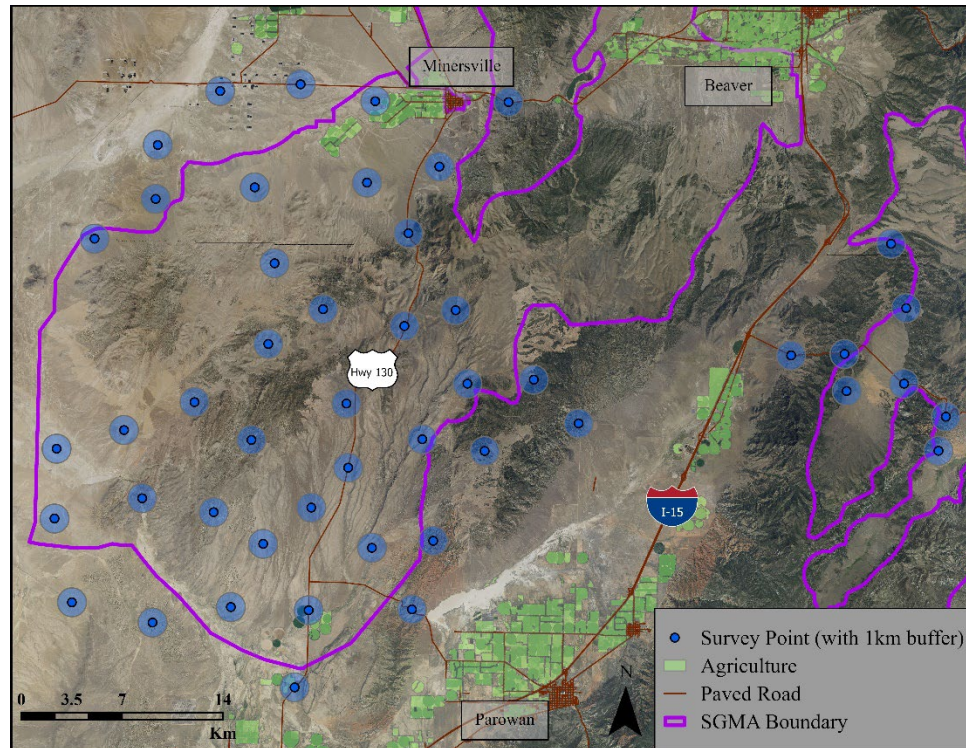 Minersville
Beaver
Hwy 130
I-15
Survey Point (with 1km buffer)
Agriculture
Paved Road
SGMA Boundary
N
Parowan
0 3.5 7 14
Km